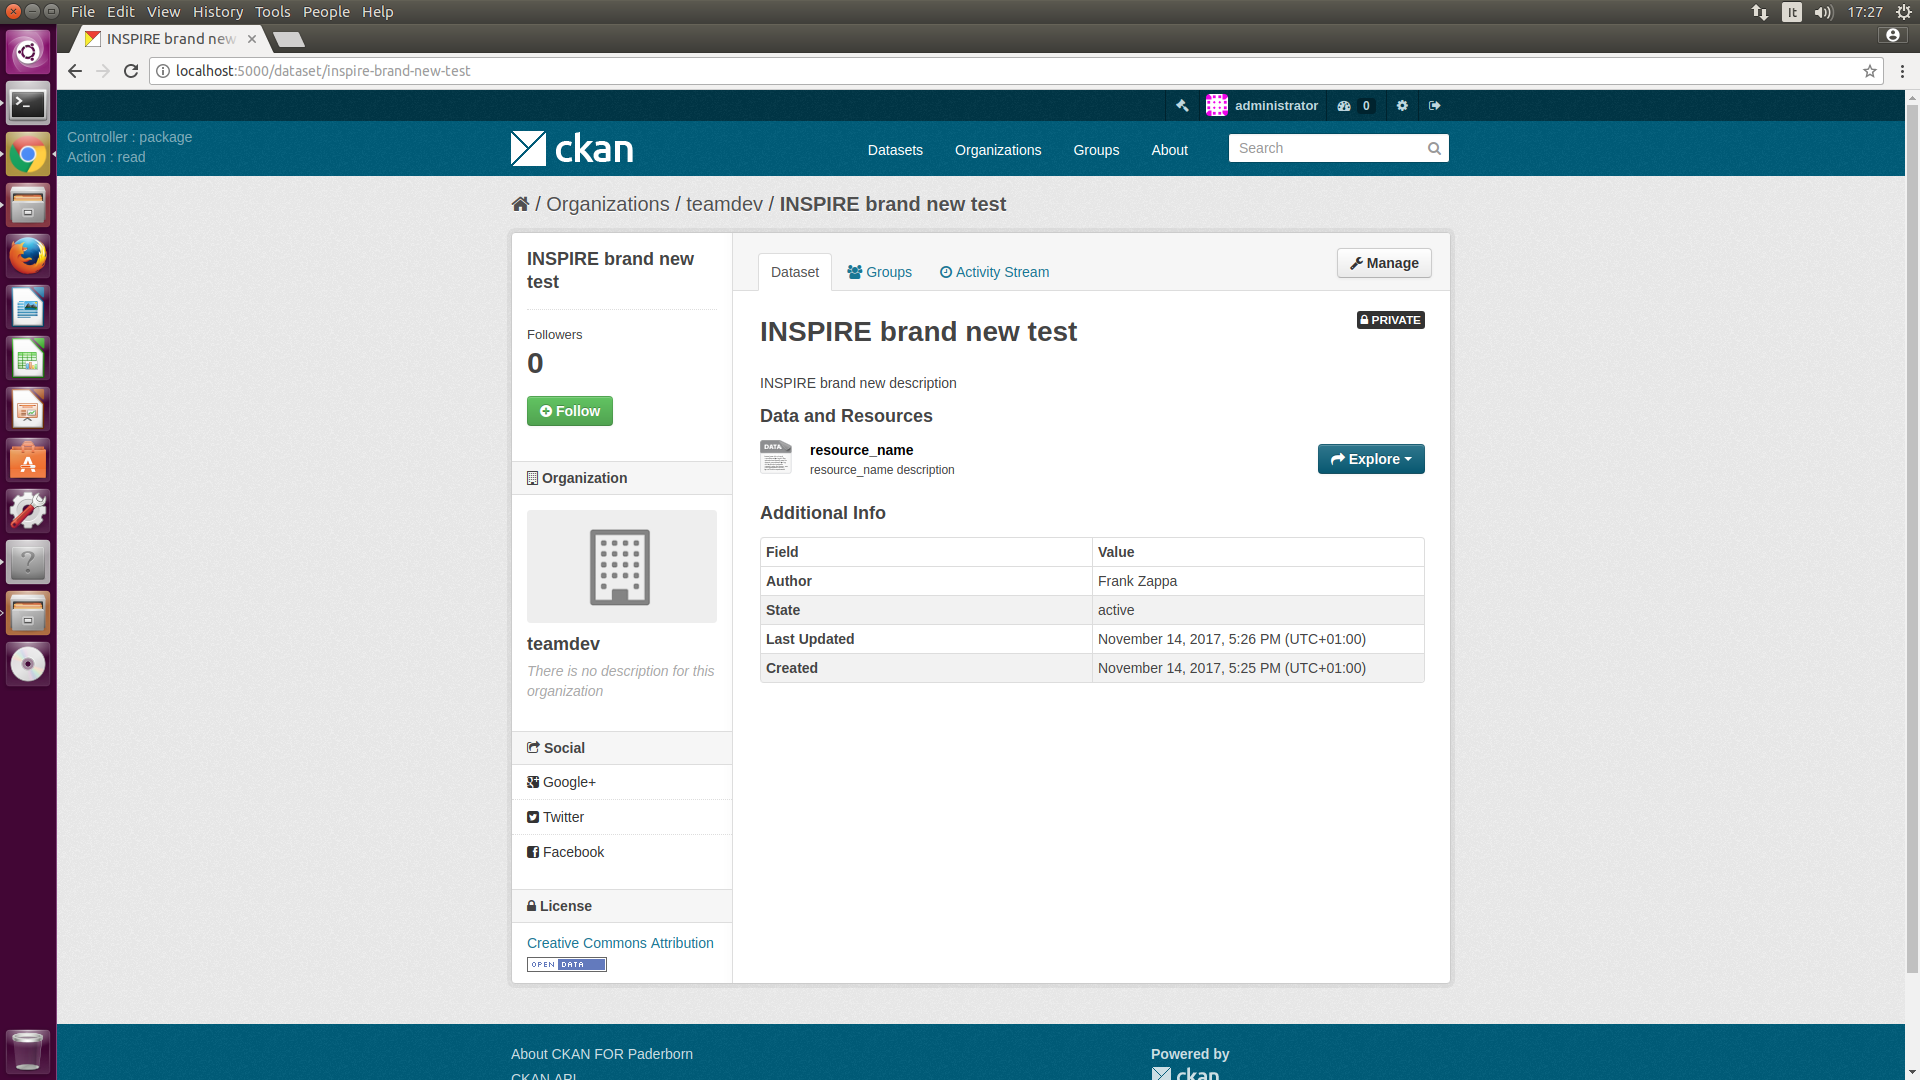 File Edit View History Tools People Help
It 17:27
INSPIRE brand new
localhost:5000/dataset/inspire-brand-new-test
administrator 0
Controller : package
Action : read
ckan
Datasets Organizations Groups About Search
/ Organizations / teamdev / INSPIRE brand new test
INSPIRE brand new
test
Followers
0
Follow
Organization
teamdev
There is no description for this
organization
Social
Google+
Twitter
Facebook
License
Creative Commons Attribution
OPEN DATA
Dataset Groups Activity Stream Manage
PRIVATE
INSPIRE brand new test
INSPIRE brand new description
Data and Resources
DATA
resource_name
resource_name description
Explore
Additional Info
Field Value
Author Frank Zappa
State active
Last Updated November 14, 2017, 5:26 PM (UTC+01:00)
Created November 14, 2017, 5:25 PM (UTC+01:00)
About CKAN FOR Paderborn
CKAN API
Powered by
ckan